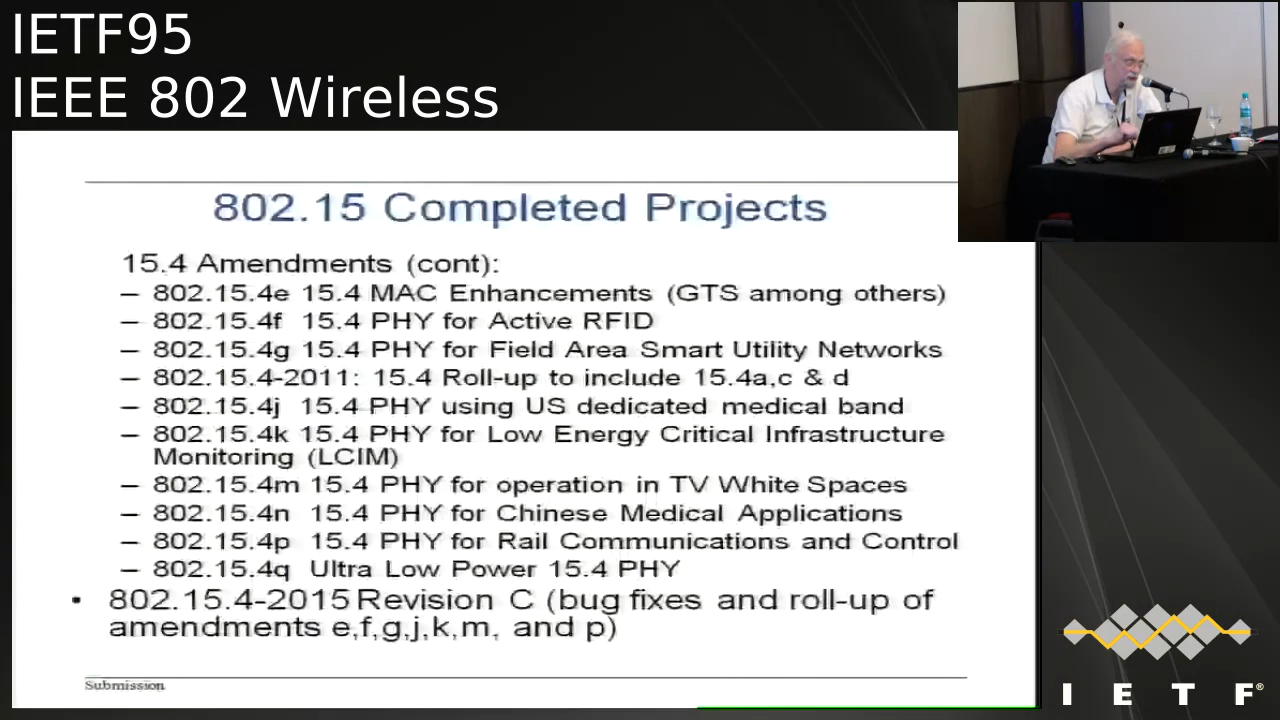 IETF95
IEEE 802 Wireless
802.15 Completed Projects
15.4 Amendments (cont):
– 802.15.4e 15.4 MAC Enhancements (GTS among others)
– 802.15.4f 15.4 PHY for Active RFID
– 802.15.4g 15.4 PHY for Field Area Smart Utility Networks
– 802.15.4-2011: 15.4 Roll-up to include 15.4a,c & d
– 802.15.4j 15.4 PHY using US dedicated medical band
– 802.15.4k 15.4 PHY for Low Energy Critical Infrastructure
Monitoring (LCIM)
– 802.15.4m 15.4 PHY for operation in TV White Spaces
– 802.15.4n 15.4 PHY for Chinese Medical Applications
– 802.15.4p 15.4 PHY for Rail Communications and Control
– 802.15.4q Ultra Low Power 15.4 PHY
• 802.15.4-2015 Revision C (bug fixes and roll-up of
amendments e,f,g,j,k,m, and p)
Submission
I E T F®